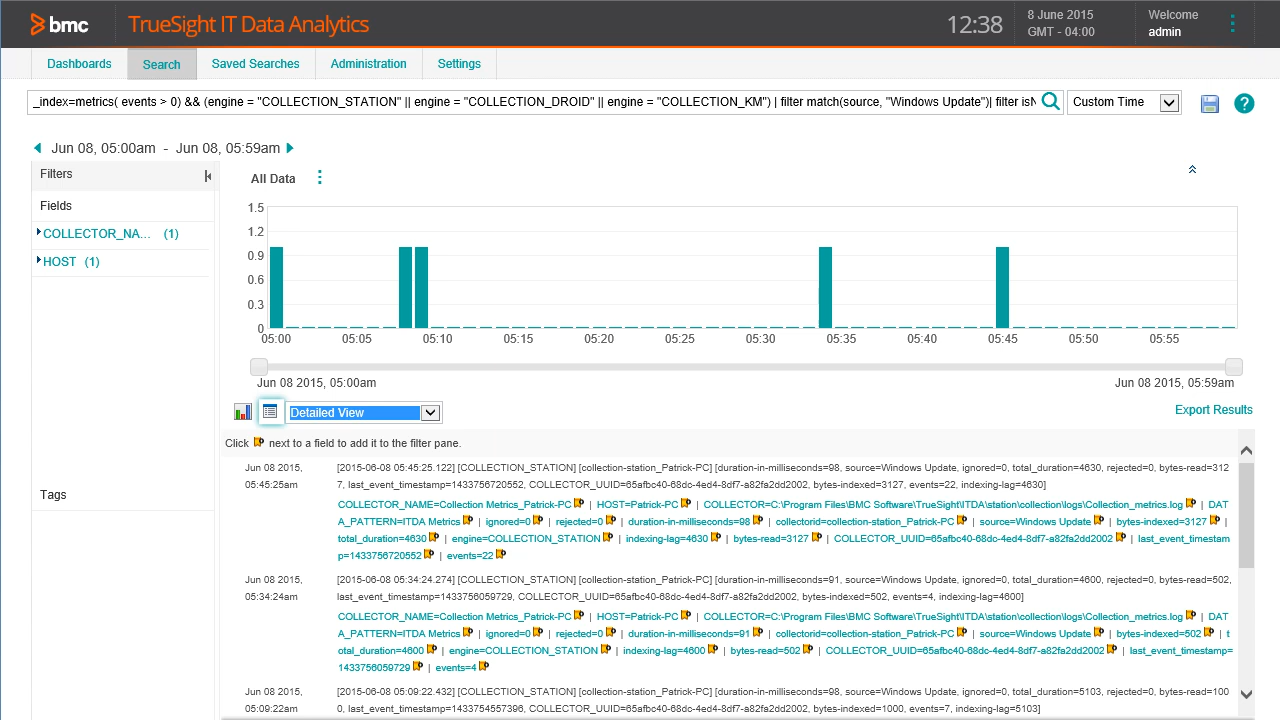 bmc TrueSight IT Data Analytics 12:38 8 June 2015 Welcome
GMT - 04:00 admin
Dashboards Search Saved Searches Administration Settings
_index=metrics( events > 0) && (engine = "COLLECTION_STATION" || engine = "COLLECTION_DROID" || engine = "COLLECTION_KM") | filter match(source, "Windows Update")| filter isN Custom Time ?
Jun 08, 05:00am - Jun 08, 05:59am
Filters
All Data
Fields
COLLECTOR_NA... (1)
HOST (1)
Tags
1.5
1.2
0.9
0.6
0.3
0
05:00 05:05 05:10 05:15 05:20 05:25 05:30 05:35 05:40 05:45 05:50 05:55
Jun 08 2015, 05:00am Jun 08 2015, 05:59am
Detailed View Export Results
Click next to a field to add it to the filter pane.
Jun 08 2015, [2015-06-08 05:45:25.122] [COLLECTION_STATION] [collection-station_Patrick-PC] [duration-in-milliseconds=98, source=Windows Update, ignored=0, total_duration=4630, rejected=0, bytes-read=312
05:45:25am 7, last_event_timestamp=1433756720552, COLLECTOR_UUID=65afbc40-68dc-4ed4-8df7-a82fa2dd2002, bytes-indexed=3127, events=22, indexing-lag=4630]
COLLECTOR_NAME=Collection Metrics_Patrick-PC | HOST=Patrick-PC | COLLECTOR=C:\Program Files\BMC Software\TrueSight\ITDA\station\collection\logs\Collection_metrics.log | DAT
A_PATTERN=ITDA Metrics | ignored=0 | rejected=0 | duration-in-milliseconds=98 | collectorid=collection-station_Patrick-PC | source=Windows Update | bytes-indexed=3127 |
total_duration=4630 | engine=COLLECTION_STATION | indexing-lag=4630 | bytes-read=3127 | COLLECTOR_UUID=65afbc40-68dc-4ed4-8df7-a82fa2dd2002 | last_event_timestam
p=1433756720552 | events=22
Jun 08 2015, [2015-06-08 05:34:24.274] [COLLECTION_STATION] [collection-station_Patrick-PC] [duration-in-milliseconds=91, source=Windows Update, ignored=0, total_duration=4600, rejected=0, bytes-read=502,
05:34:24am last_event_timestamp=1433756059729, COLLECTOR_UUID=65afbc40-68dc-4ed4-8df7-a82fa2dd2002, bytes-indexed=502, events=4, indexing-lag=4600]
COLLECTOR_NAME=Collection Metrics_Patrick-PC | HOST=Patrick-PC | COLLECTOR=C:\Program Files\BMC Software\TrueSight\ITDA\station\collection\logs\Collection_metrics.log | DAT
A_PATTERN=ITDA Metrics | ignored=0 | rejected=0 | duration-in-milliseconds=91 | collectorid=collection-station_Patrick-PC | source=Windows Update | bytes-indexed=502 | t
otal_duration=4600 | engine=COLLECTION_STATION | indexing-lag=4600 | bytes-read=502 | COLLECTOR_UUID=65afbc40-68dc-4ed4-8df7-a82fa2dd2002 | last_event_timestamp=
1433756059729 | events=4
Jun 08 2015, [2015-06-08 05:09:22.432] [COLLECTION_STATION] [collection-station_Patrick-PC] [duration-in-milliseconds=98, source=Windows Update, ignored=0, total_duration=5103, rejected=0, bytes-read=100
05:09:22am 0, last_event_timestamp=1433754557396, COLLECTOR_UUID=65afbc40-68dc-4ed4-8df7-a82fa2dd2002, bytes-indexed=1000, events=7, indexing-lag=5103]